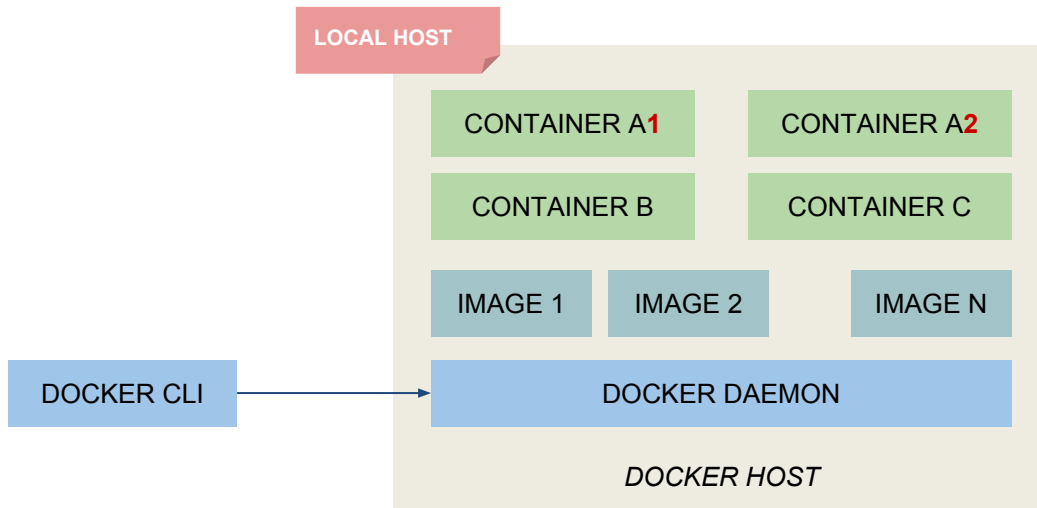 LOCAL HOST
CONTAINER A1
CONTAINER A2
CONTAINER B
CONTAINER C
IMAGE 1
IMAGE 2
IMAGE N
DOCKER CLI
DOCKER DAEMON
DOCKER HOST